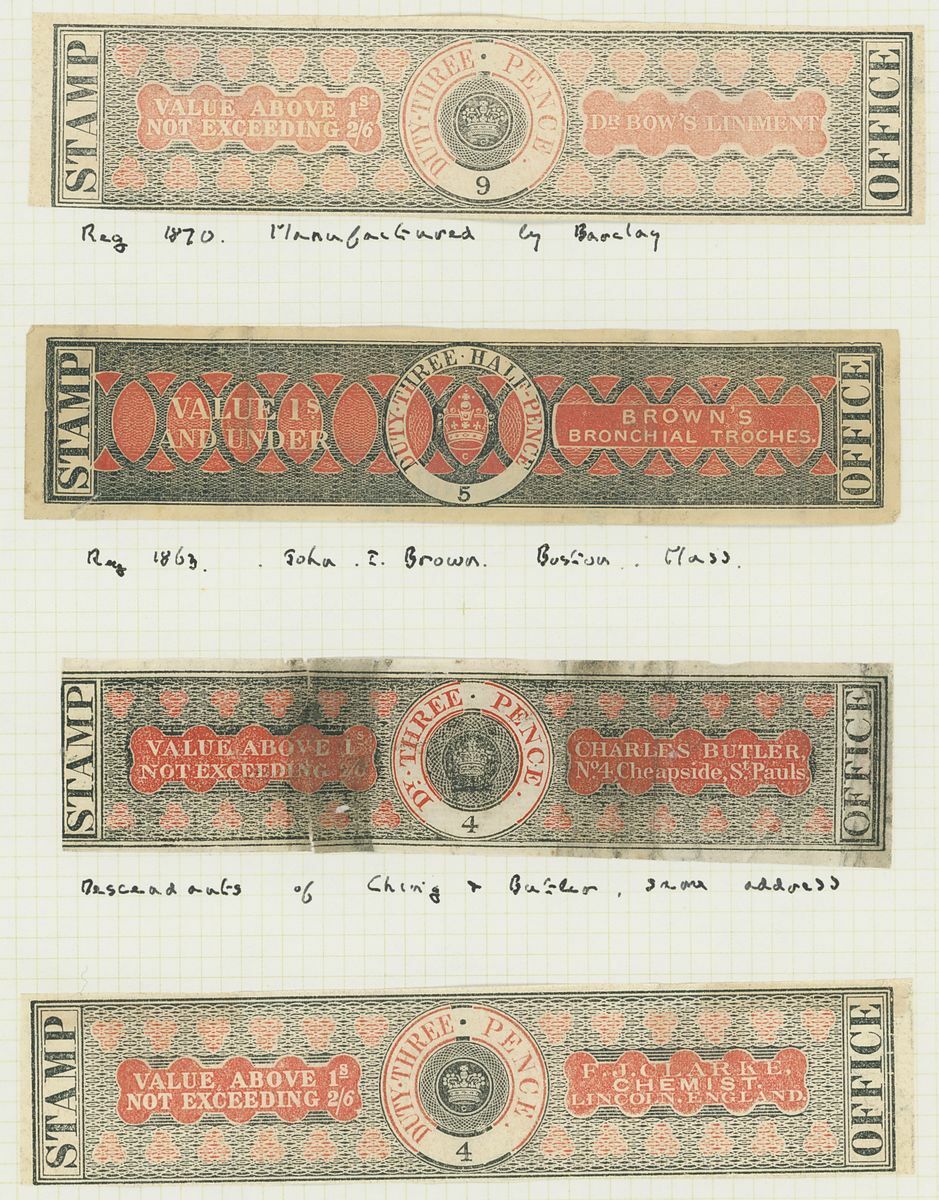 STAMP
VALUE ABOVE 1s
NOT EXCEEDING 2/6
DUTY·THREE · PENCE.
9
Dr BOW'S LINIMENT
OFFICE
Reg 1870. Manufactured by Barclay
STAMP
VALUE 1s
AND UNDER
DUTY·THREE·HALF·PENCE
C
5
BROWN'S
BRONCHIAL TROCHES.
OFFICE
Reg 1863. John I. Brown. Boston. Mass.
STAMP
VALUE ABOVE 1s
NOT EXCEEDING 2/6
Dy. THREE · PENCE.
4
CHARLES BUTLER,
No. 4 Cheapside, St. Pauls
OFFICE
Descendants of Ching & Butler, same address
STAMP
VALUE ABOVE 1s
NOT EXCEEDING 2/6
DUTY·THREE · PENCE.
4
F. J. CLARKE,
CHEMIST.
LINCOLN, ENGLAND.
OFFICE